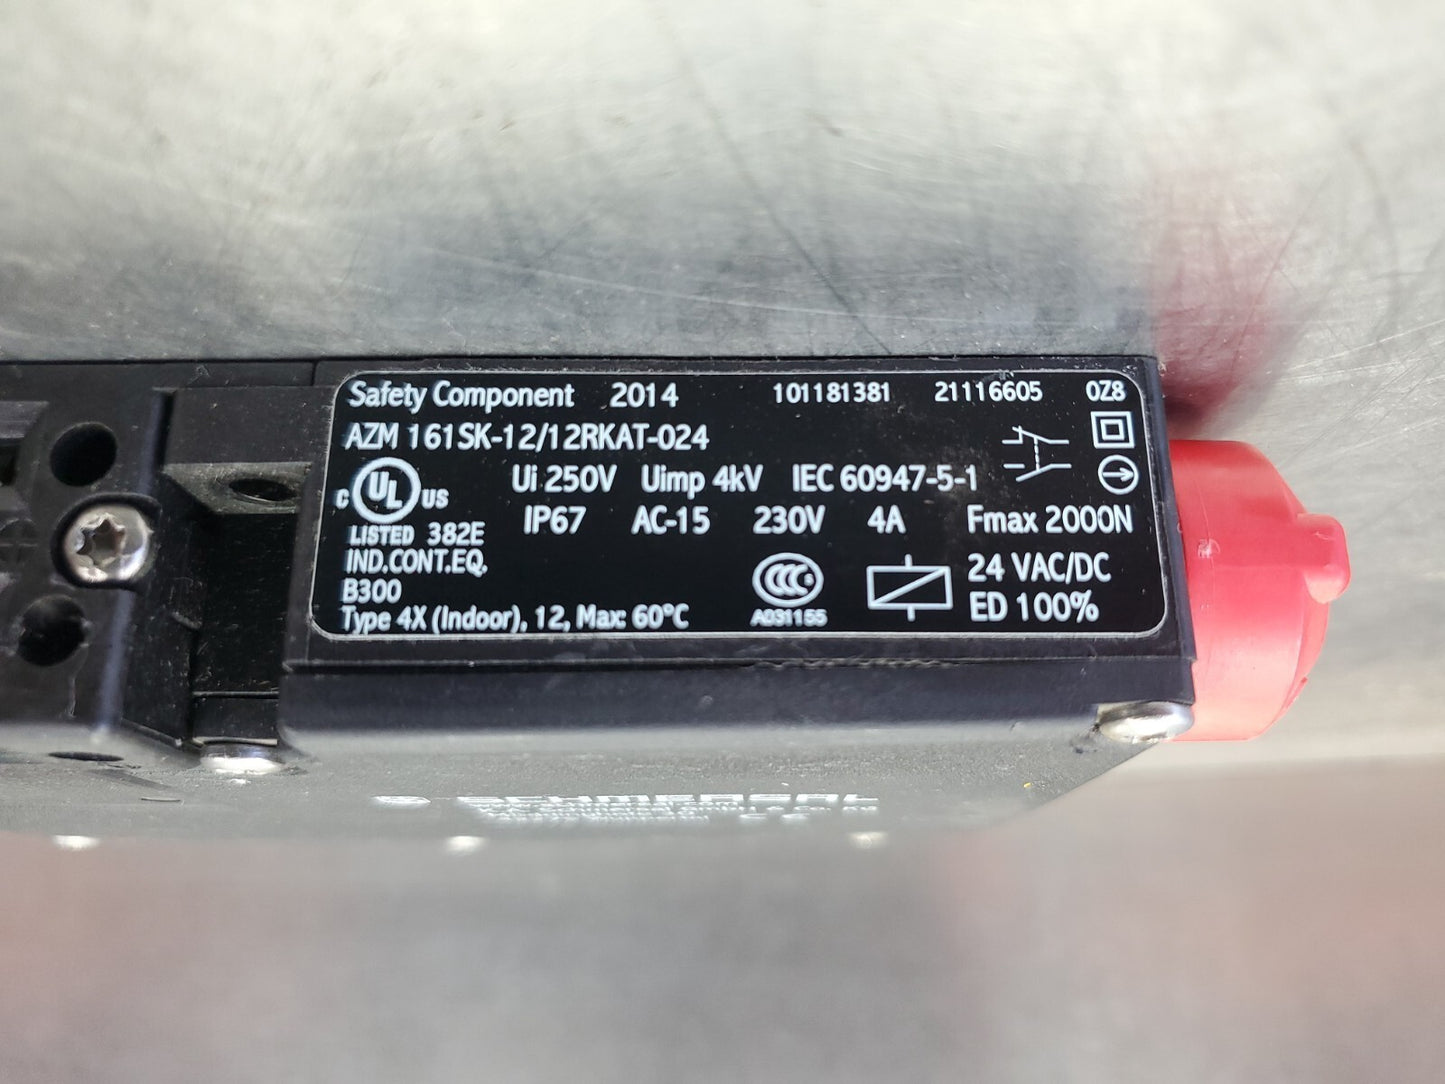 Safety Component 2014 101181381 21116605 0Z8
AZM 161SK-12/12RKAT-024
c UL US Ui 250V Uimp 4kV IEC 60947-5-1
LISTED 382E IP67 AC-15 230V 4A Fmax 2000N
IND.CONT.EQ. CCC 24 VAC/DC
B300 A031155 ED 100%
Type 4X (Indoor), 12, Max: 60°C
SCHMERSAL